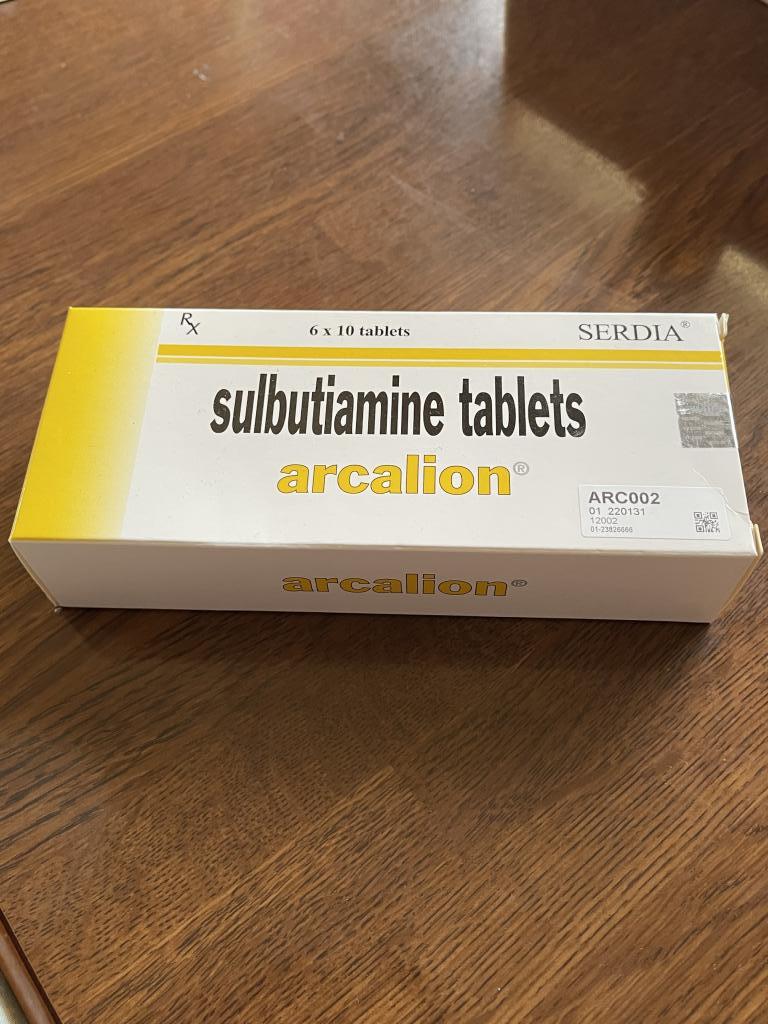 Rx
6 x 10 tablets
SERDIA®
sulbutiamine tablets
arcalion®
ARC002
01 220131
12002
01-23826666
arcalion®